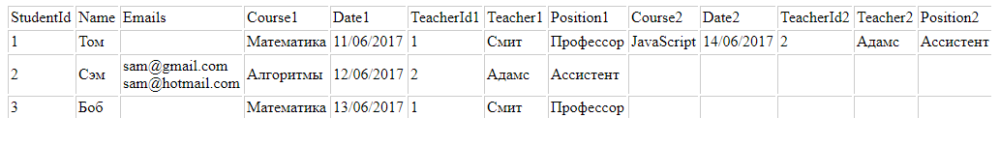 StudentId Name Emails Course1 Date1 TeacherId1 Teacher1 Position1 Course2 Date2 TeacherId2 Teacher2 Position2
1 Том Математика 11/06/2017 1 Смит Профессор JavaScript 14/06/2017 2 Адамс Ассистент
2 Сэм sam@gmail.com
sam@hotmail.com Алгоритмы 12/06/2017 2 Адамс Ассистент
3 Боб Математика 13/06/2017 1 Смит Профессор